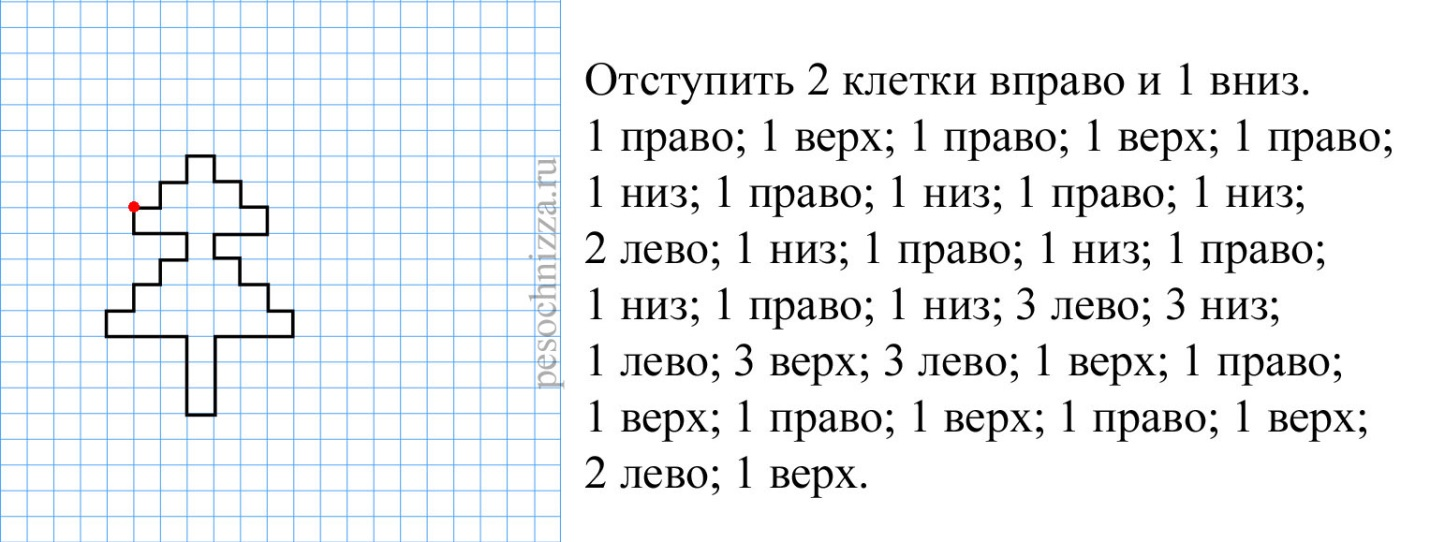 Отступить 2 клетки вправо и 1 вниз.
1 право; 1 верх; 1 право; 1 верх; 1 право;
1 низ; 1 право; 1 низ; 1 право; 1 низ;
2 лево; 1 низ; 1 право; 1 низ; 1 право;
1 низ; 1 право; 1 низ; 3 лево; 3 низ;
1 лево; 3 верх; 3 лево; 1 верх; 1 право;
1 верх; 1 право; 1 верх; 1 право; 1 верх;
2 лево; 1 верх.
pesochnizza.ru